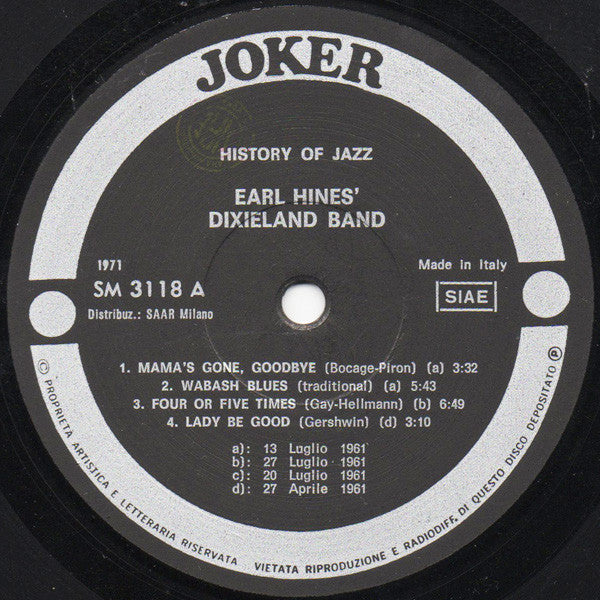 JOKER
HISTORY OF JAZZ
EARL HINES'
DIXIELAND BAND
1971
SM 3118 A
Distribuz.: SAAR Milano
Made in Italy
SIAE
1. MAMA'S GONE, GOODBYE (Bocage-Piron) (a) 3:32
2. WABASH BLUES (traditional) (a) 5:43
3. FOUR OR FIVE TIMES (Gay-Hellmann) (b) 6:49
4. LADY BE GOOD (Gershwin) (d) 3:10
a): 13 Luglio 1961
b): 27 Luglio 1961
c): 20 Luglio 1961
d): 27 Aprile 1961
© PROPRIETA ARTISTICA E LETTERARIA RISERVATA VIETATA RIPRODUZIONE E RADIODIFF. DI QUESTO DISCO DEPOSITATO ℗